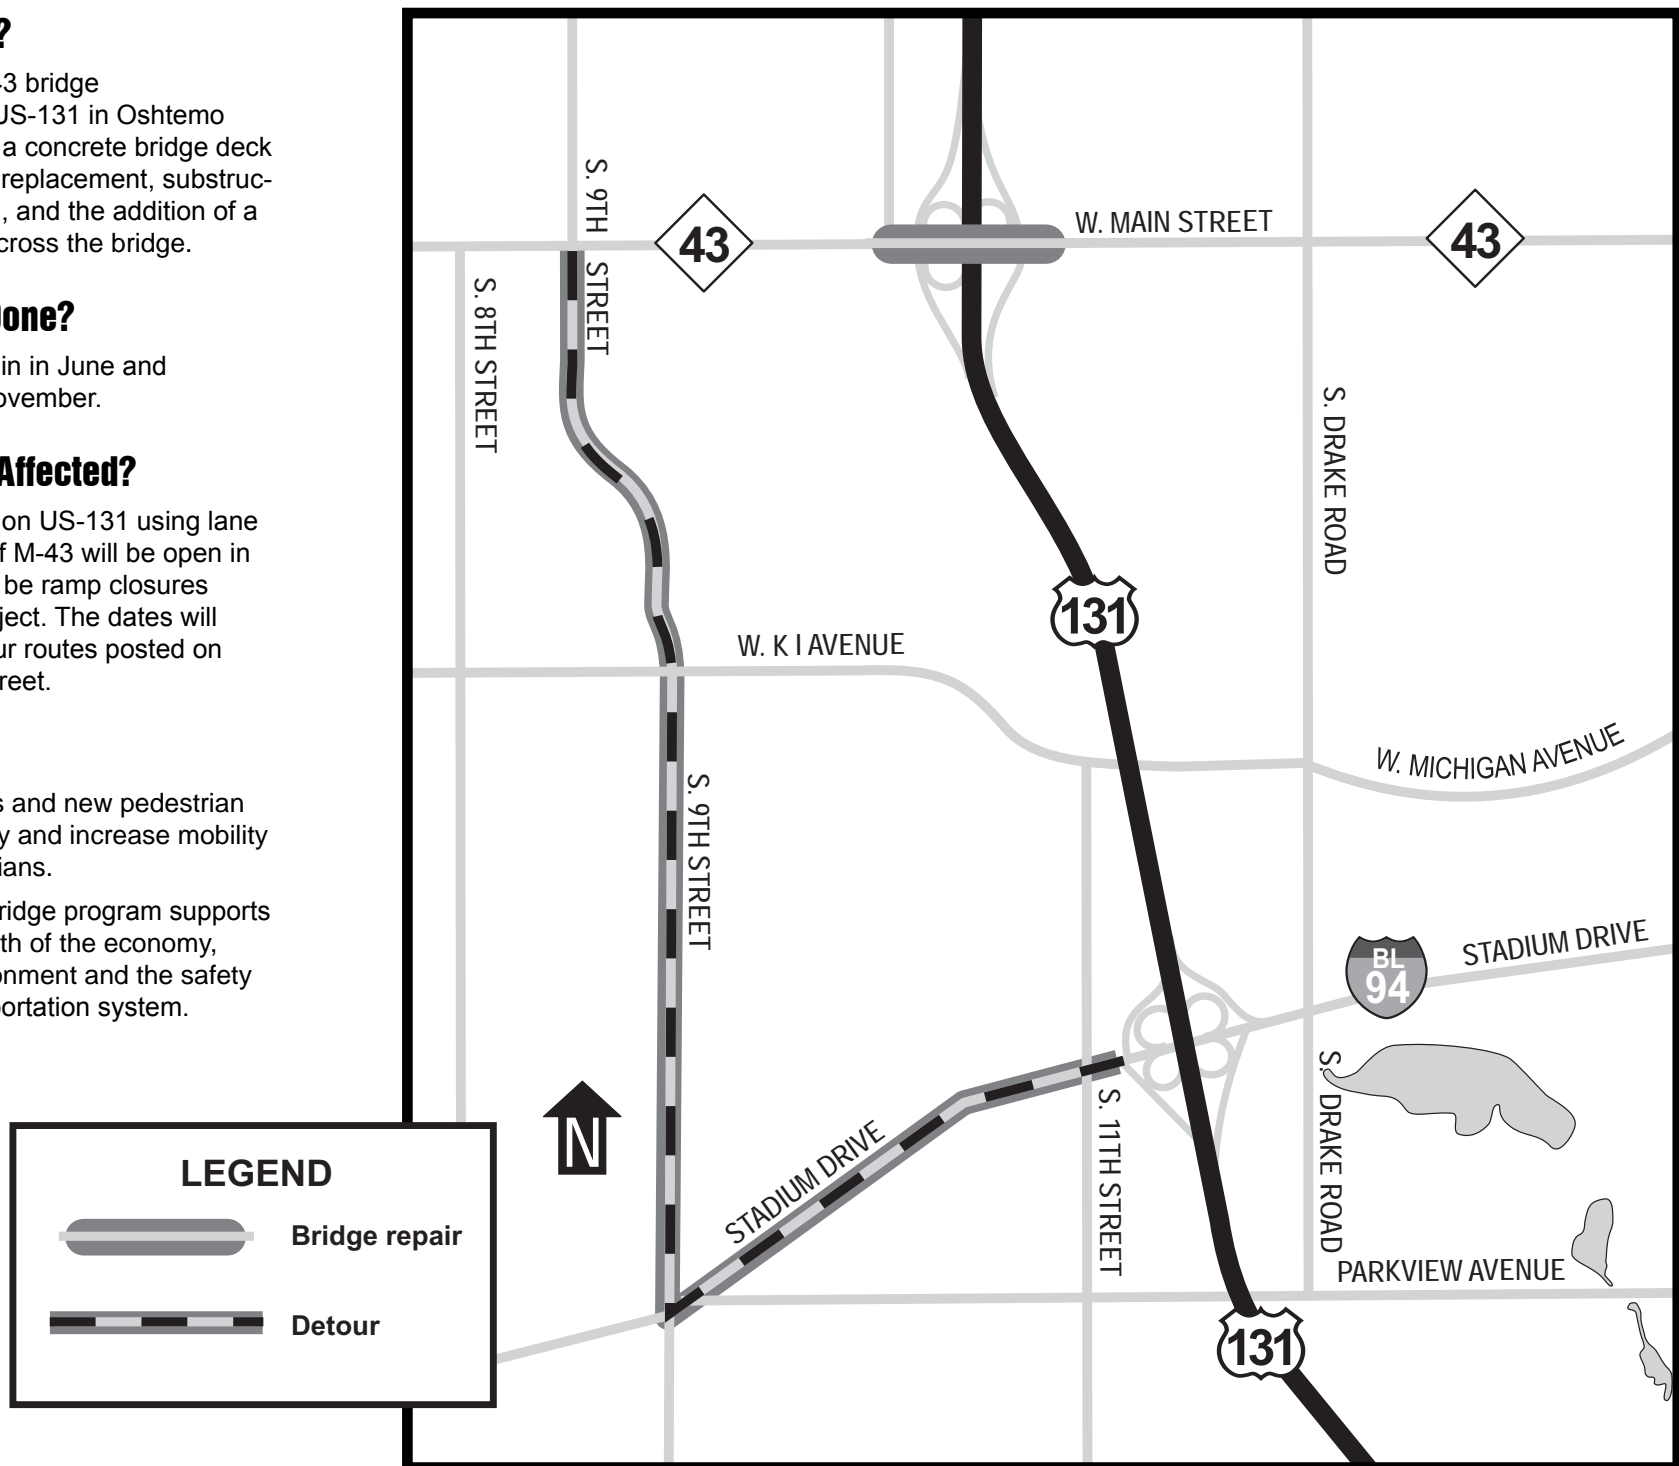 ?
43 bridge
US-131 in Oshtemo
a concrete bridge deck
replacement, substruc-
, and the addition of a
cross the bridge.
Done?
in in June and
ovember.
Affected?
on US-131 using lane
f M-43 will be open in
be ramp closures
ject. The dates will
ur routes posted on
reet.
s and new pedestrian
y and increase mobility
ians.
ridge program supports
th of the economy,
onment and the safety
ortation system.
S. 9TH STREET
43
W. MAIN STREET
43
S. 8TH STREET
S. DRAKE ROAD
131
W. K I AVENUE
W. MICHIGAN AVENUE
S. 9TH STREET
STADIUM DRIVE
BL
94
S. DRAKE ROAD
S. 11TH STREET
STADIUM DRIVE
N
PARKVIEW AVENUE
131
LEGEND
Bridge repair
Detour